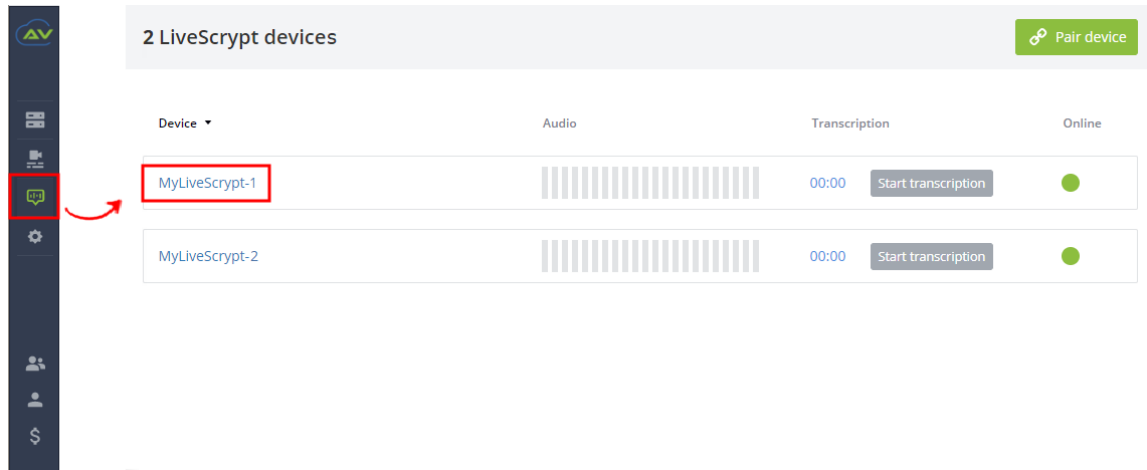 AV
2 LiveScrypt devices
Pair device
Device Audio Transcription Online
MyLiveScrypt-1 00:00 Start transcription
MyLiveScrypt-2 00:00 Start transcription